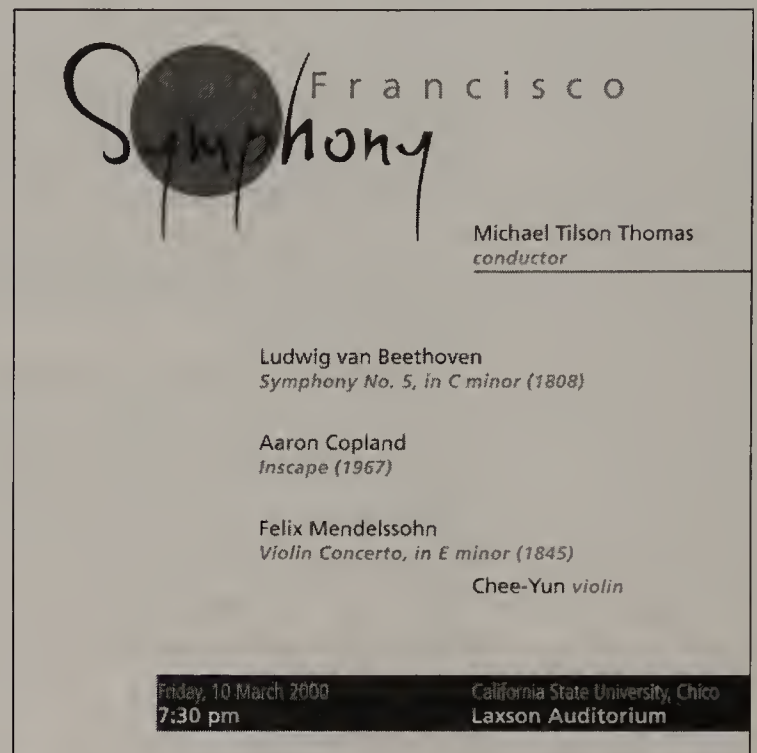 San Francisco
Symphony
Michael Tilson Thomas
conductor
Ludwig van Beethoven
Symphony No. 5, in C minor (1808)
Aaron Copland
Inscape (1967)
Felix Mendelssohn
Violin Concerto, in E minor (1845)
Chee-Yun violin
Friday, 10 March 2000
7:30 pm
California State University, Chico
Laxson Auditorium